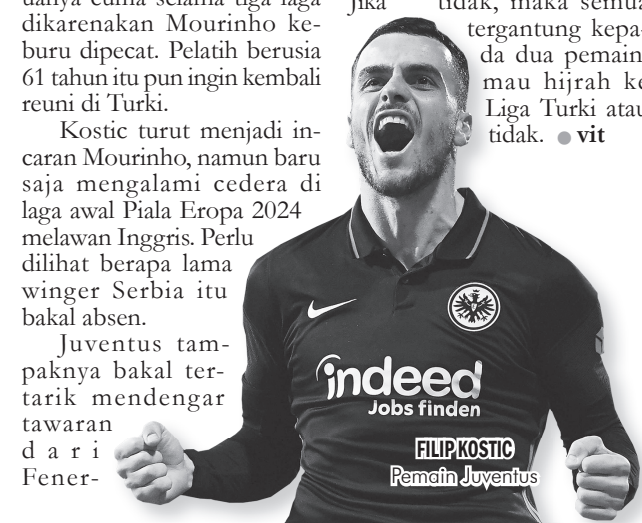 danya cuma selama tiga laga
dikarenakan Mourinho ke-
buru dipecat. Pelatih berusia
61 tahun itu pun ingin kembali
reuni di Turki.
Kostic turut menjadi in-
caran Mourinho, namun baru
saja mengalami cedera di
laga awal Piala Eropa 2024
melawan Inggris. Perlu
dilihat berapa lama
winger Serbia itu
bakal absen.
Juventus tam-
paknya bakal ter-
tarik mendengar
tawaran
dari
Fener-
Jika tidak, maka semua
tergantung kepa-
da dua pemain
mau hijrah ke
Liga Turki atau
tidak. ● vit
indeed
Jobs finden
FILIP KOSTIC
Pemain Juventus